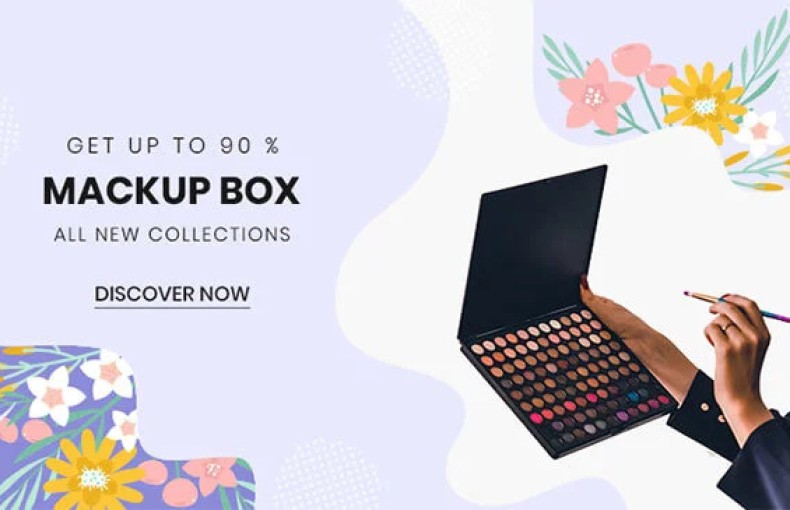 GET UP TO 90 %
MACKUP BOX
ALL NEW COLLECTIONS
DISCOVER NOW